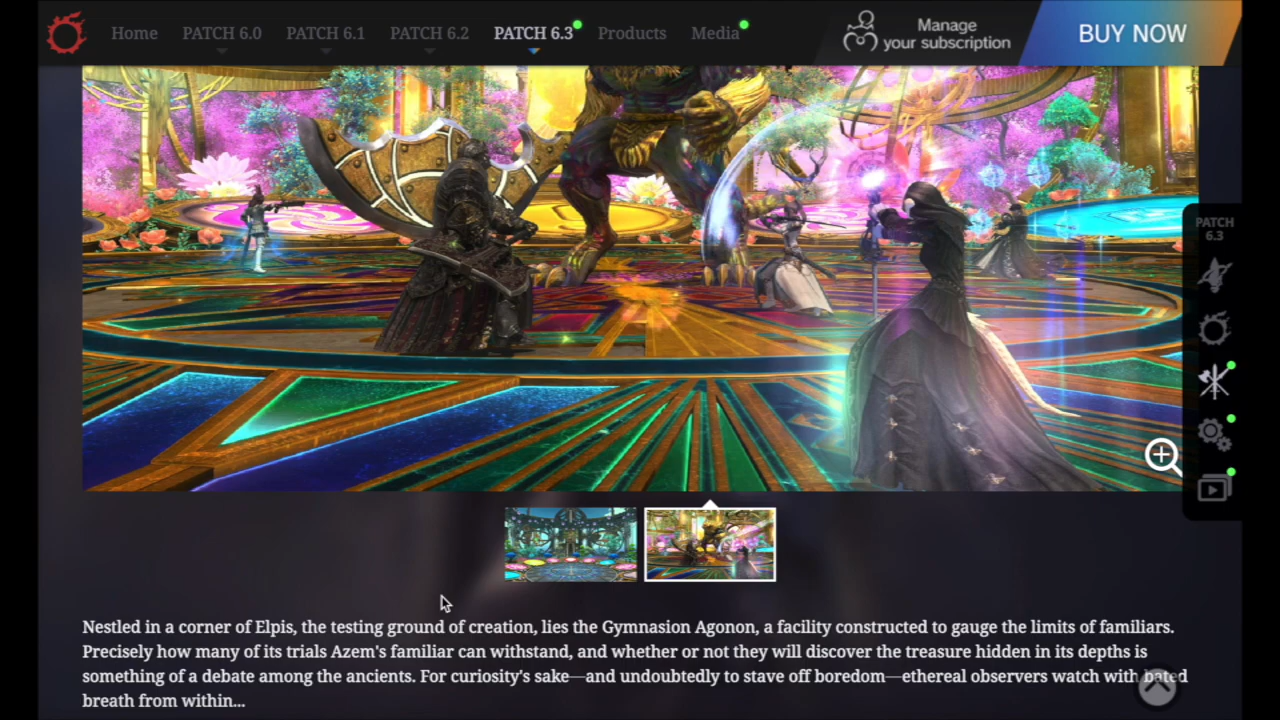 Home PATCH 6.0 PATCH 6.1 PATCH 6.2 PATCH 6.3 Products Media
Manage
your subscription
BUY NOW
PATCH
6.3
Nestled in a corner of Elpis, the testing ground of creation, lies the Gymnasion Agonon, a facility constructed to gauge the limits of familiars.
Precisely how many of its trials Azem's familiar can withstand, and whether or not they will discover the treasure hidden in its depths is
something of a debate among the ancients. For curiosity's sake—and undoubtedly to stave off boredom—ethereal observers watch with bated
breath from within...